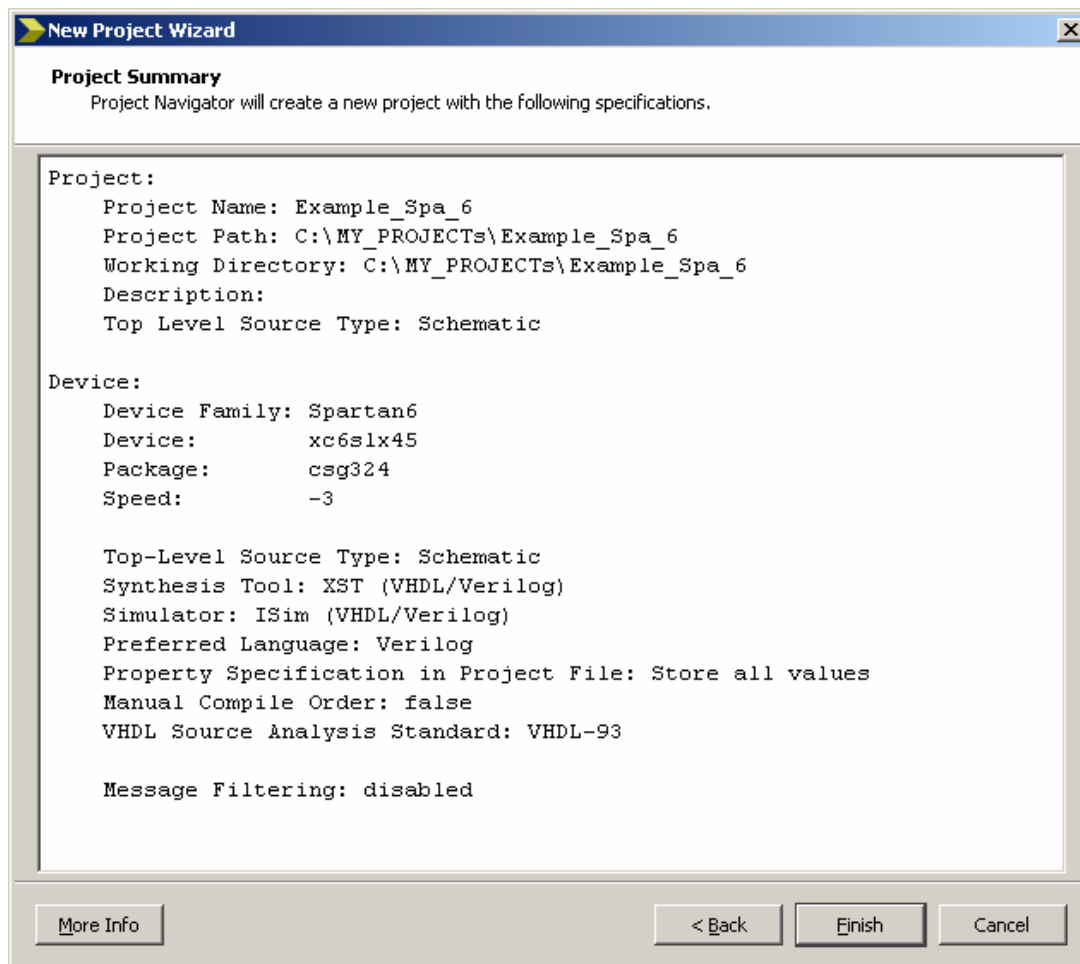 New Project Wizard
Project Summary
Project Navigator will create a new project with the following specifications.
Project:
Project Name: Example_Spa_6
Project Path: C:\MY_PROJECTs\Example_Spa_6
Working Directory: C:\MY_PROJECTs\Example_Spa_6
Description:
Top Level Source Type: Schematic
Device:
Device Family: Spartan6
Device: xc6slx45
Package: csg324
Speed: -3
Top-Level Source Type: Schematic
Synthesis Tool: XST (VHDL/Verilog)
Simulator: ISim (VHDL/Verilog)
Preferred Language: Verilog
Property Specification in Project File: Store all values
Manual Compile Order: false
VHDL Source Analysis Standard: VHDL-93
Message Filtering: disabled
More Info < Back Finish Cancel